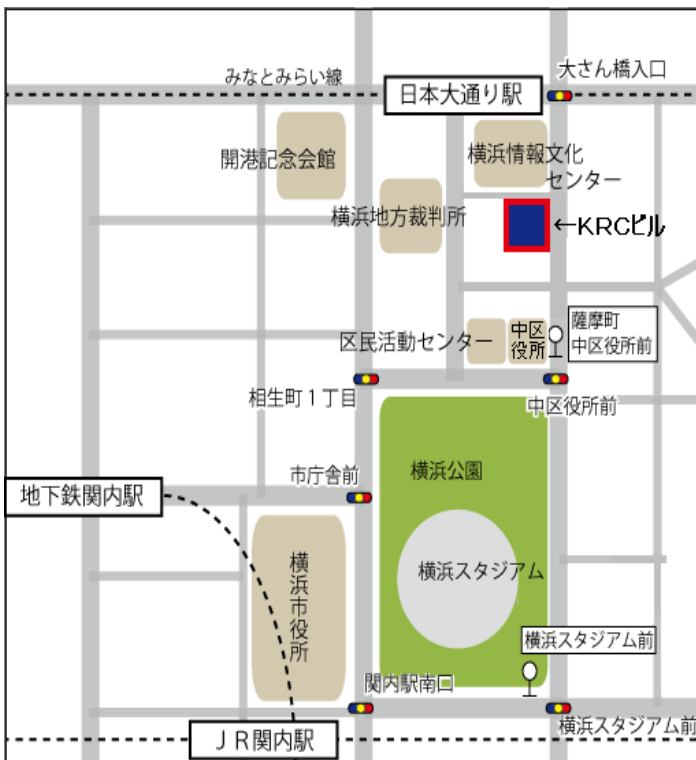 みなとみらい線
大さん橋入口
日本大通り駅
開港記念会館
横浜情報文化
センター
横浜地方裁判所
←KRCビル
区民活動センター
中区
役所
薩摩町
中区役所前
相生町1丁目
中区役所前
市庁舎前
横浜公園
地下鉄関内駅
横浜市役所
横浜スタジアム
横浜スタジアム前
関内駅南口
横浜スタジアム前
JR関内駅